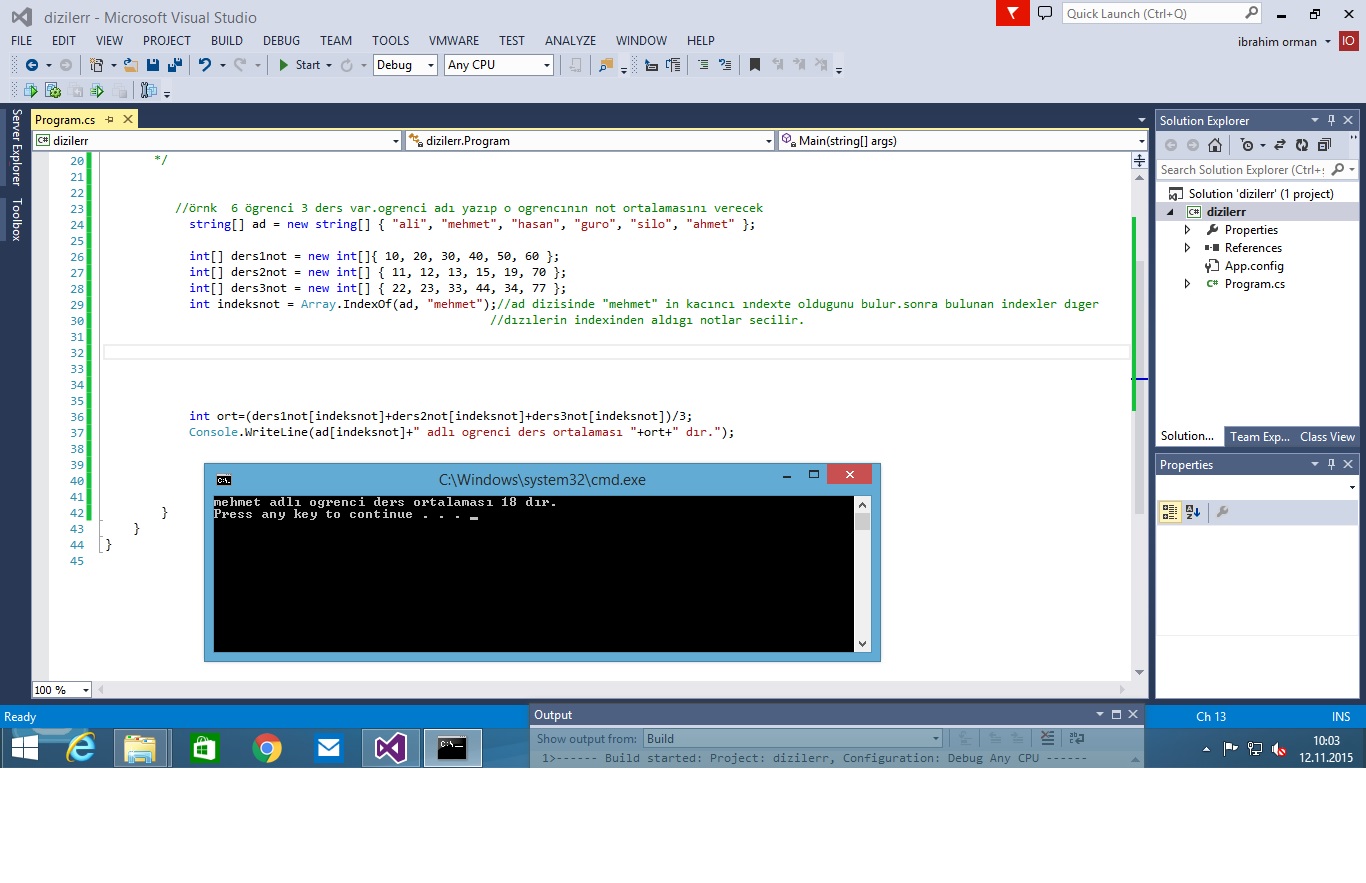 dizilerr - Microsoft Visual Studio
Quick Launch (Ctrl+Q)
FILE EDIT VIEW PROJECT BUILD DEBUG TEAM TOOLS VMWARE TEST ANALYZE WINDOW HELP
ibrahim orman IO
Start Debug Any CPU
Server Explorer
Toolbox
Program.cs
C# dizilerr
dizilerr.Program
Main(string[] args)
20 */
21
22
23 //örnk 6 ögrenci 3 ders var.ogrenci adı yazıp o ogrencının not ortalamasını verecek
24 string[] ad = new string[] { "ali", "mehmet", "hasan", "guro", "silo", "ahmet" };
25
26 int[] ders1not = new int[]{ 10, 20, 30, 40, 50, 60 };
27 int[] ders2not = new int[] { 11, 12, 13, 15, 19, 70 };
28 int[] ders3not = new int[] { 22, 23, 33, 44, 34, 77 };
29 int indeksnot = Array.IndexOf(ad, "mehmet");//ad dizisinde "mehmet" in kacıncı ındexte oldugunu bulur.sonra bulunan indexler dıger
30 //dızılerin indexinden aldıgı notlar secilir.
31
32
33
34
35
36 int ort=(ders1not[indeksnot]+ders2not[indeksnot]+ders3not[indeksnot])/3;
37 Console.WriteLine(ad[indeksnot]+" adlı ogrenci ders ortalaması "+ort+" dır.");
38
39
40
41
42 }
43 }
44 }
45
C:\Windows\system32\cmd.exe
mehmet adlı ogrenci ders ortalaması 18 dır.
Press any key to continue . . . _
100 %
Solution Explorer
Search Solution Explorer (Ctrl+;
Solution 'dizilerr' (1 project)
C# dizilerr
Properties
References
App.config
C# Program.cs
Solution... Team Exp... Class View
Properties
Ready
Output
Ch 13
INS
Show output from: Build
1>------ Build started: Project: dizilerr, Configuration: Debug Any CPU ------
10:03
12.11.2015